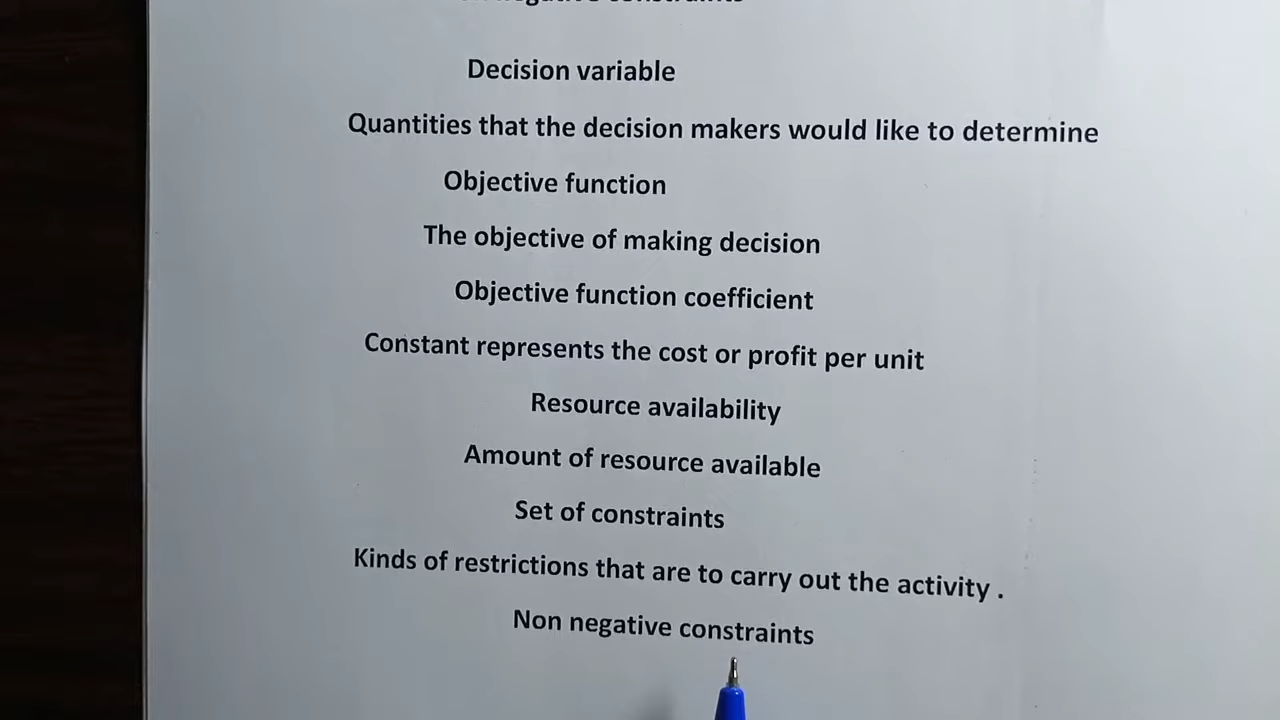 negative constraints
Decision variable
Quantities that the decision makers would like to determine
Objective function
The objective of making decision
Objective function coefficient
Constant represents the cost or profit per unit
Resource availability
Amount of resource available
Set of constraints
Kinds of restrictions that are to carry out the activity .
Non negative constraints